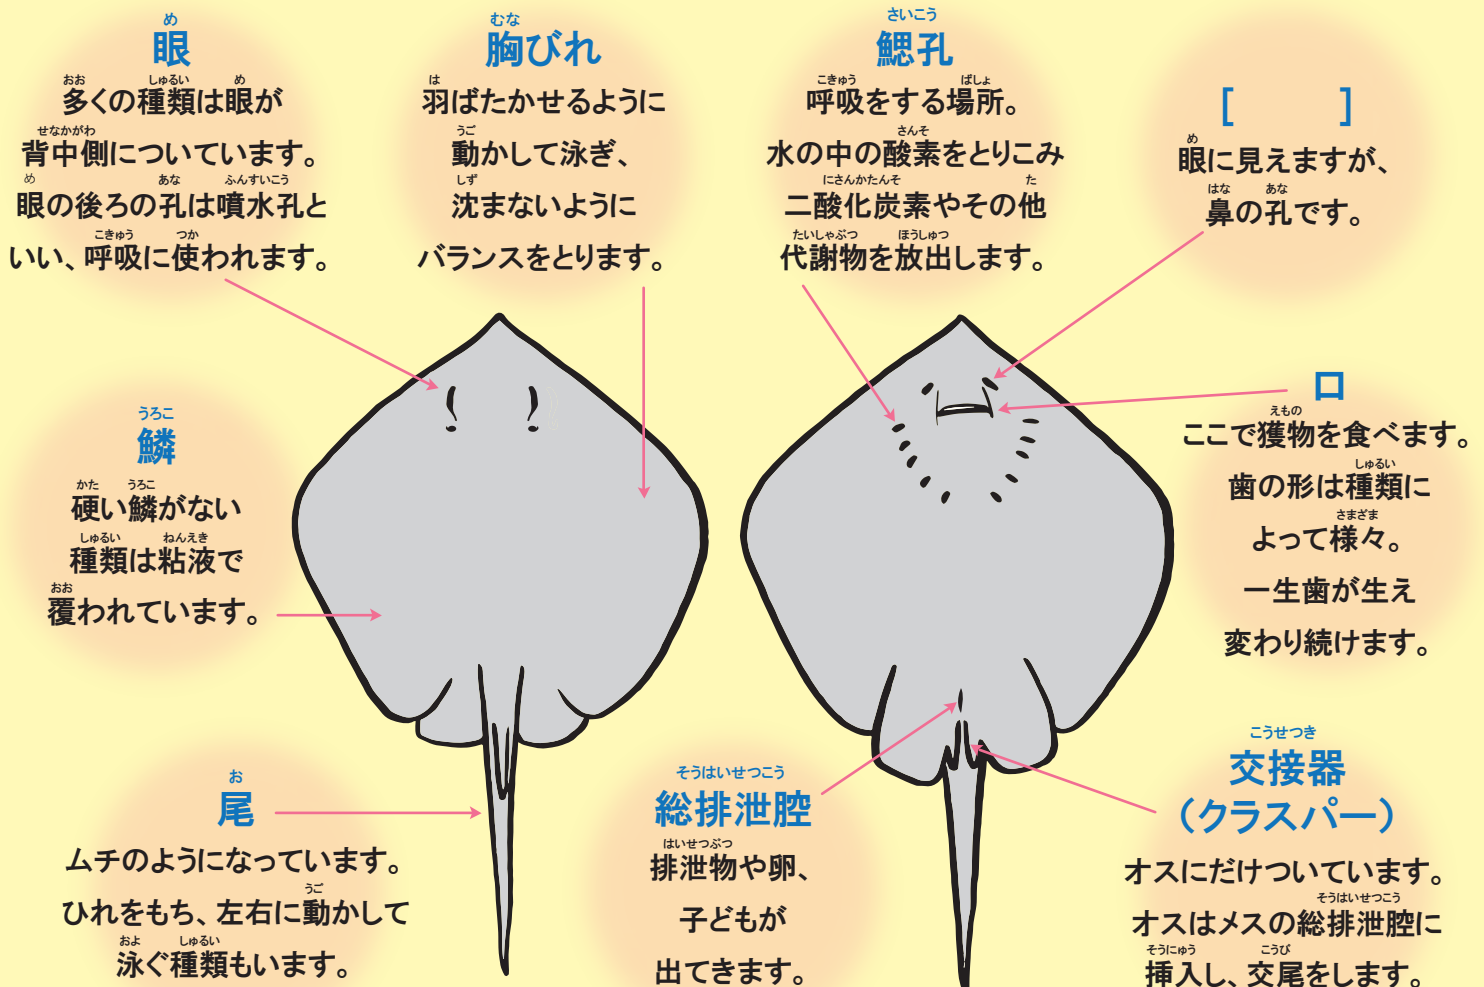 眼
多くの種類は眼が
背中側についています。
眼の後ろの孔は噴水孔と
いい、呼吸に使われます。
胸びれ
羽ばたかせるように
動かして泳ぎ、
沈まないように
バランスをとります。
鰓孔
呼吸をする場所。
水の中の酸素をとりこみ
二酸化炭素やその他
代謝物を放出します。
[　　]
眼に見えますが、
鼻の孔です。
鱗
硬い鱗がない
種類は粘液で
覆われています。
口
ここで獲物を食べます。
歯の形は種類に
よって様々。
一生歯が生え
変わり続けます。
尾
ムチのようになっています。
ひれをもち、左右に動かして
泳ぐ種類もいます。
総排泄腔
排泄物や卵、
子どもが
出てきます。
交接器
（クラスパー）
オスにだけついています。
オスはメスの総排泄腔に
挿入し、交尾をします。